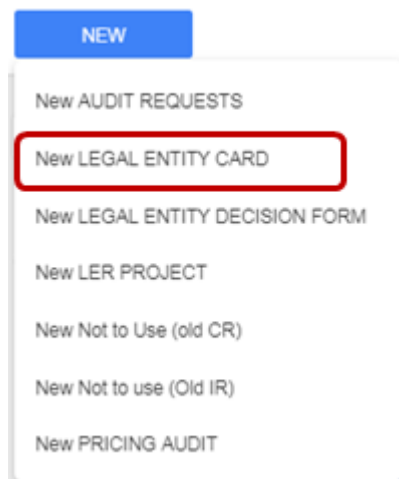 NEW
New AUDIT REQUESTS
New LEGAL ENTITY CARD
New LEGAL ENTITY DECISION FORM
New LER PROJECT
New Not to Use (old CR)
New Not to use (Old IR)
New PRICING AUDIT